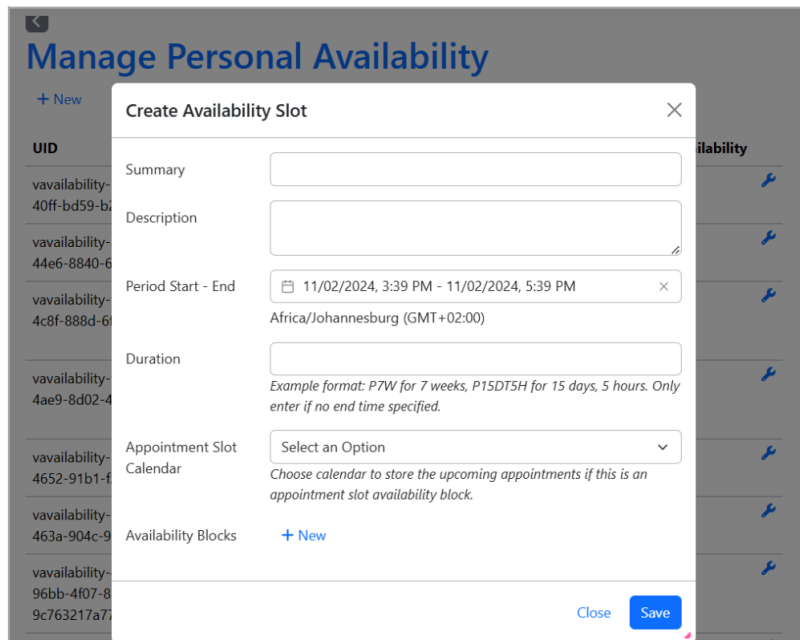 Manage Personal Availability
+ New
Create Availability Slot
UID
Summary
Description
Period Start - End
11/02/2024, 3:39 PM - 11/02/2024, 5:39 PM
Africa/Johannesburg (GMT+02:00)
Duration
Example format: P7W for 7 weeks, P15DT5H for 15 days, 5 hours. Only
enter if no end time specified.
Appointment Slot
Calendar
Select an Option
Choose calendar to store the upcoming appointments if this is an
appointment slot availability block.
Availability Blocks
+ New
Close
Save
vavailability-
40ff-bd59-b2
vavailability-
44e6-8840-6
vavailability-
4c8f-888d-6f
vavailability-
4ae9-8d02-4
vavailability-
4652-91b1-f
vavailability-
463a-904c-9
vavailability-
96bb-4f07-8
9c763217a77